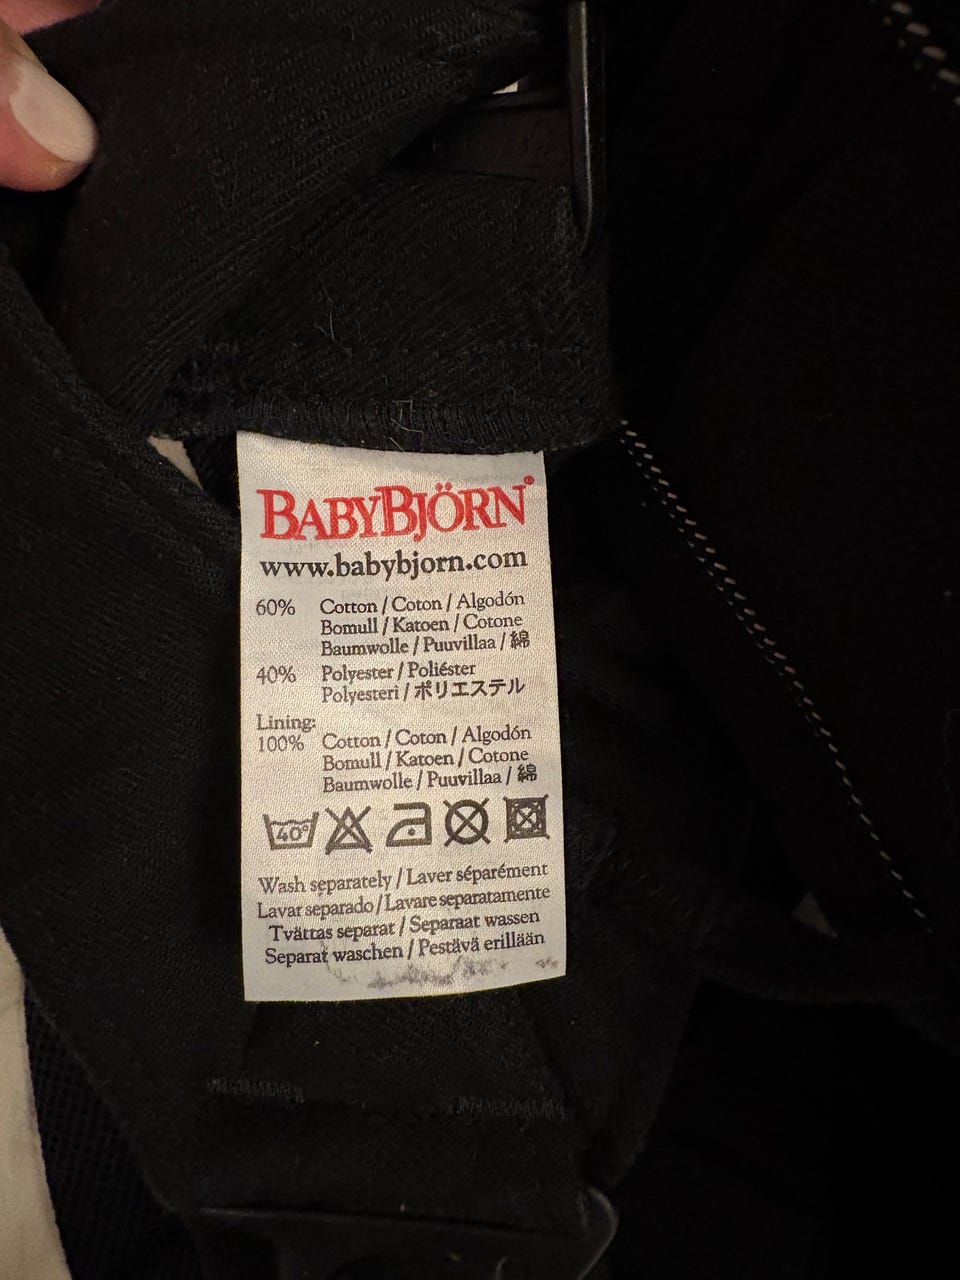 BABYBJÖRN®
www.babybjorn.com
60% Cotton / Coton / Algodón
Bomull / Katoen / Cotone
Baumwolle / Puuvillaa / 綿
40% Polyester / Poliéster
Polyesteri / ポリエステル
Lining:
100% Cotton / Coton / Algodón
Bomull / Katoen / Cotone
Baumwolle / Puuvillaa / 綿
40°
Wash separately / Laver séparément
Lavar separado / Lavare separatamente
Tvättas separat / Separaat wassen
Separat waschen / Pestävä erillään